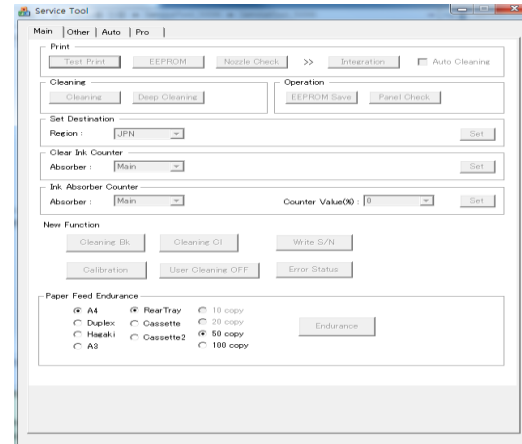 Service Tool
Main Other Auto Pro
Print
Test Print EEPROM Nozzle Check >> Integration Auto Cleaning
Cleaning Operation
Cleaning Deep Cleaning EEPROM Save Panel Check
Set Destination
Region : JPN Set
Clear Ink Counter
Absorber : Main Set
Ink Absorber Counter
Absorber : Main Counter Value(%) : 0 Set
New Function
Cleaning Bk Cleaning Cl Write S/N
Calibration User Cleaning OFF Error Status
Paper Feed Endurance
A4 RearTray 10 copy
Duplex Cassette 20 copy
Hagaki Cassette2 50 copy
A3 100 copy
Endurance